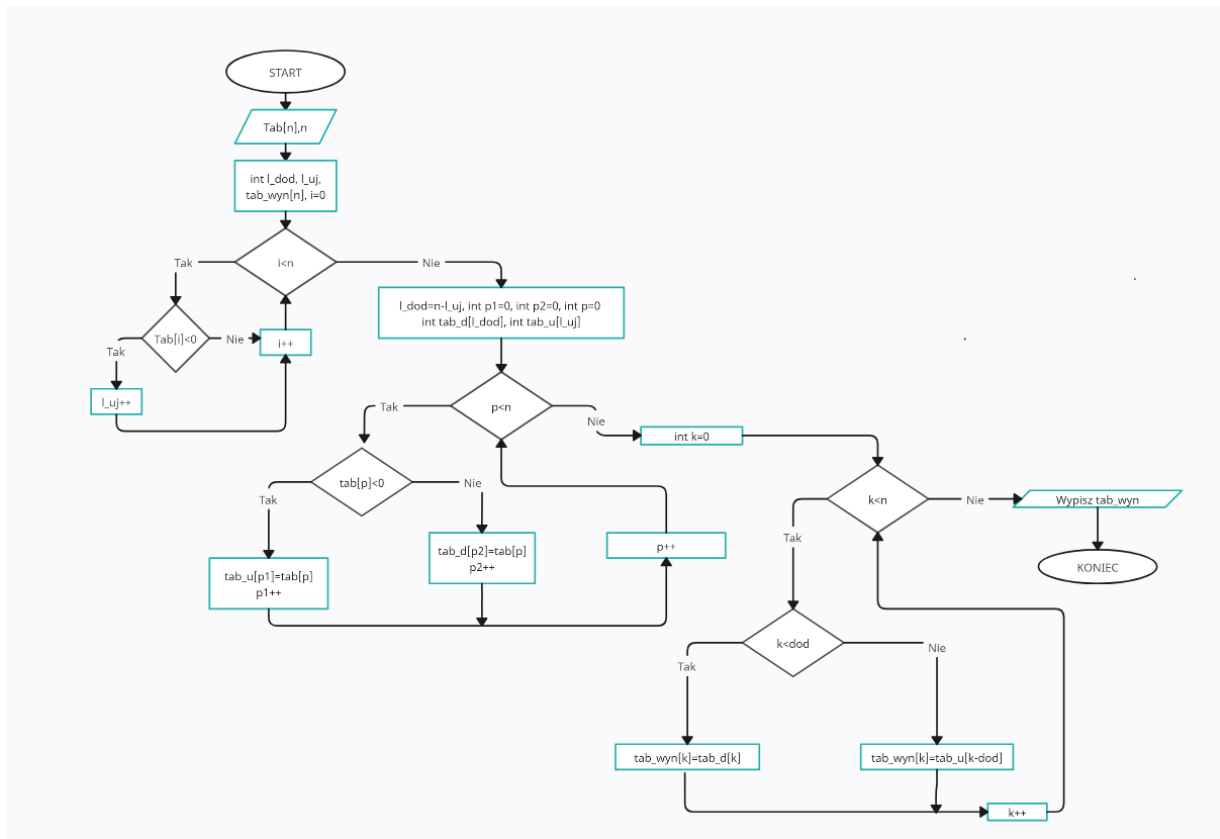 START
Tab[n],n
int l_dod, l_uj,
tab_wyn[n], i=0
i<n
Tak
Nie
Tab[i]<0
Nie
i++
Tak
l_uj++
l_dod=n-l_uj, int p1=0, int p2=0, int p=0
int tab_d[l_dod], int tab_u[l_uj]
p<n
Tak
Nie
int k=0
tab[p]<0
Tak
Nie
tab_u[p1]=tab[p]
p1++
tab_d[p2]=tab[p]
p2++
p++
k<n
Nie
Wypisz tab_wyn
KONIEC
Tak
k<dod
Tak
Nie
tab_wyn[k]=tab_d[k]
tab_wyn[k]=tab_u[k-dod]
k++